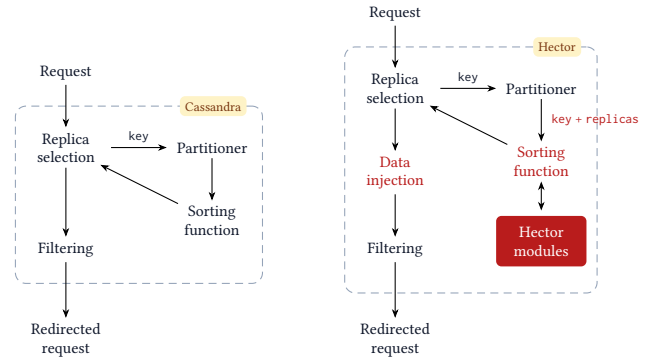 Request
Cassandra
Replica
selection
key
Partitioner
Sorting
function
Filtering
Redirected
request
Request
Hector
Replica
selection
key
Partitioner
key + replicas
Data
injection
Sorting
function
Hector
modules
Filtering
Redirected
request